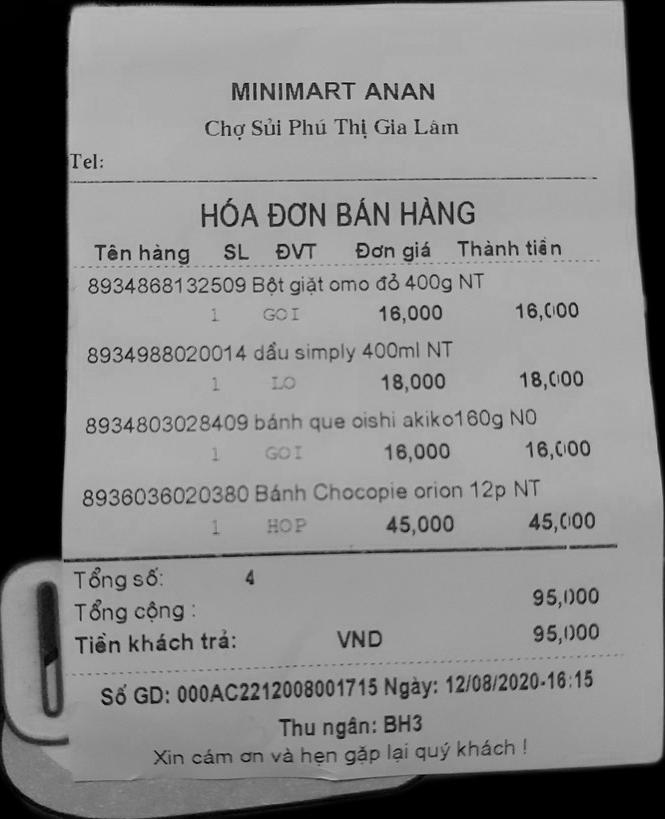 MINIMART ANAN
Chợ Sủi Phú Thị Gia Lâm
Tel:
HÓA ĐƠN BÁN HÀNG
Tên hàng SL ĐVT Đơn giá Thành tiền
8934868132509 Bột giặt omo đỏ 400g NT
1 GOI 16,000 16,000
8934988020014 dầu simply 400ml NT
1 LO 18,000 18,000
8934803028409 bánh que oishi akiko160g N0
1 GOI 16,000 16,000
8936036020380 Bánh Chocopie orion 12p NT
1 HOP 45,000 45,000
Tổng số: 4
Tổng cộng : 95,000
Tiền khách trả: VND 95,000
Số GD: 000AC2212008001715 Ngày: 12/08/2020-16:15
Thu ngân: BH3
Xin cám ơn và hẹn gặp lại quý khách !